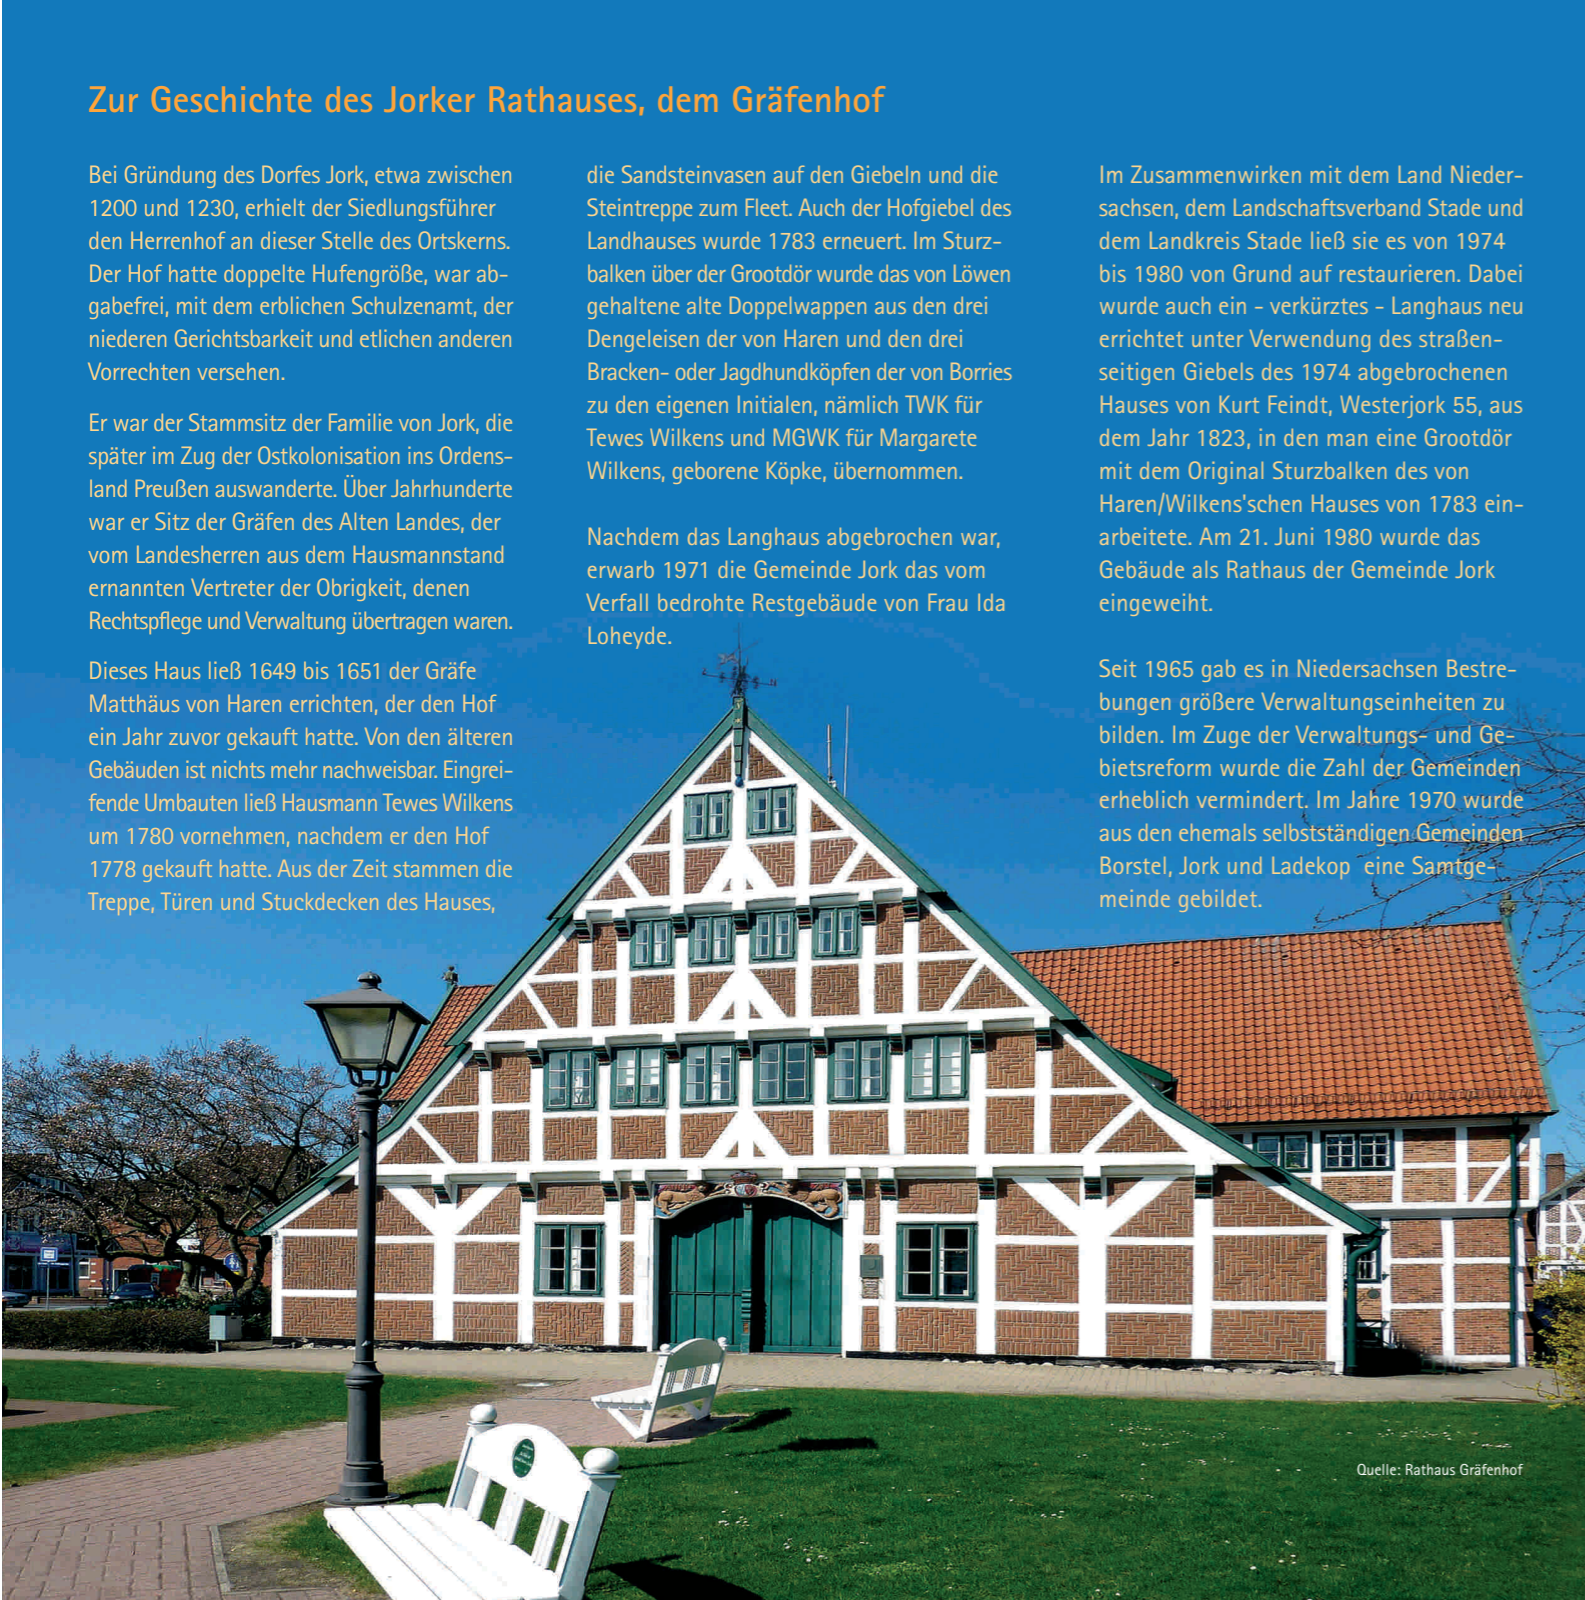 Zur Geschichte des Jorker Rathauses, dem Gräfenhof
Bei Gründung des Dorfes Jork, etwa zwischen
1200 und 1230, erhielt der Siedlungsführer
den Herrenhof an dieser Stelle des Ortskerns.
Der Hof hatte doppelte Hufengröße, war ab-
gabefrei, mit dem erblichen Schulzenamt, der
niederen Gerichtsbarkeit und etlichen anderen
Vorrechten versehen.
Er war der Stammsitz der Familie von Jork, die
später im Zug der Ostkolonisation ins Ordens-
land Preußen auswanderte. Über Jahrhunderte
war er Sitz der Gräfen des Alten Landes, der
vom Landesherren aus dem Hausmannstand
ernannten Vertreter der Obrigkeit, denen
Rechtspflege und Verwaltung übertragen waren.
Dieses Haus ließ 1649 bis 1651 der Gräfe
Matthäus von Haren errichten, der den Hof
ein Jahr zuvor gekauft hatte. Von den älteren
Gebäuden ist nichts mehr nachweisbar. Eingrei-
fende Umbauten ließ Hausmann Tewes Wilkens
um 1780 vornehmen, nachdem er den Hof
1778 gekauft hatte. Aus der Zeit stammen die
Treppe, Türen und Stuckdecken des Hauses,
die Sandsteinvasen auf den Giebeln und die
Steintreppe zum Fleet. Auch der Hofgiebel des
Landhauses wurde 1783 erneuert. Im Sturz-
balken über der Grootdör wurde das von Löwen
gehaltene alte Doppelwappen aus den drei
Dengeleisen der von Haren und den drei
Bracken- oder Jagdhundköpfen der von Borries
zu den eigenen Initialen, nämlich TWK für
Tewes Wilkens und MGWK für Margarete
Wilkens, geborene Köpke, übernommen.
Nachdem das Langhaus abgebrochen war,
erwarb 1971 die Gemeinde Jork das vom
Verfall bedrohte Restgebäude von Frau Ida
Loheyde.
Im Zusammenwirken mit dem Land Nieder-
sachsen, dem Landschaftsverband Stade und
dem Landkreis Stade ließ sie es von 1974
bis 1980 von Grund auf restaurieren. Dabei
wurde auch ein - verkürztes - Langhaus neu
errichtet unter Verwendung des straßen-
seitigen Giebels des 1974 abgebrochenen
Hauses von Kurt Feindt, Westerjork 55, aus
dem Jahr 1823, in den man eine Grootdör
mit dem Original Sturzbalken des von
Haren/Wilkens'schen Hauses von 1783 ein-
arbeitete. Am 21. Juni 1980 wurde das
Gebäude als Rathaus der Gemeinde Jork
eingeweiht.
Seit 1965 gab es in Niedersachsen Bestre-
bungen größere Verwaltungseinheiten zu
bilden. Im Zuge der Verwaltungs- und Ge-
bietsreform wurde die Zahl der Gemeinden
erheblich vermindert. Im Jahre 1970 wurde
aus den ehemals selbstständigen Gemeinden
Borstel, Jork und Ladekop eine Samtge-
meinde gebildet.
Quelle: Rathaus Gräfenhof